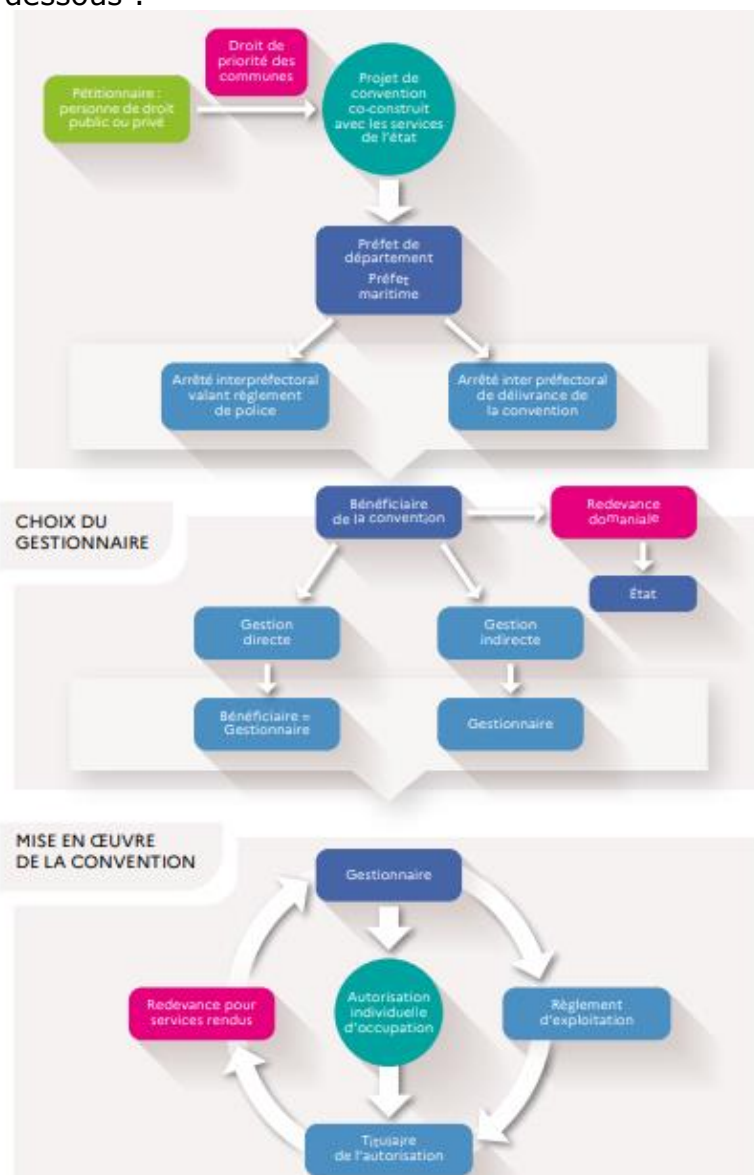 dessous :
Droit de
priorité des
communes
Pétitionnaire :
personne de droit
public ou privé
Projet de
convention
co-construit
avec les services
de l'état
Préfet de
département
Préfet
maritime
Arrêté interpréfectoral
valant règlement
de police
Arrêté inter préfectoral
de délivrance de
la convention
CHOIX DU
GESTIONNAIRE
Bénéficiaire
de la convention
Redevance
domaniale
État
Gestion
directe
Gestion
indirecte
Bénéficiaire =
Gestionnaire
Gestionnaire
MISE EN ŒUVRE
DE LA CONVENTION
Gestionnaire
Redevance pour
services rendus
Autorisation
individuelle
d'occupation
Règlement
d'exploitation
Titulaire
de l'autorisation